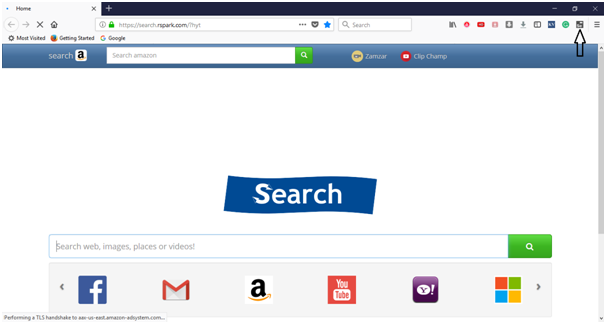 Home
https://search.rspark.com/?hyt
Search
Most Visited
Getting Started
Google
search a
Search amazon
Zamzar
Clip Champ
Search
Search web, images, places or videos!
f
M
a
You
Tube
Y!
Performing a TLS handshake to aax-us-east.amazon-adsystem.com...